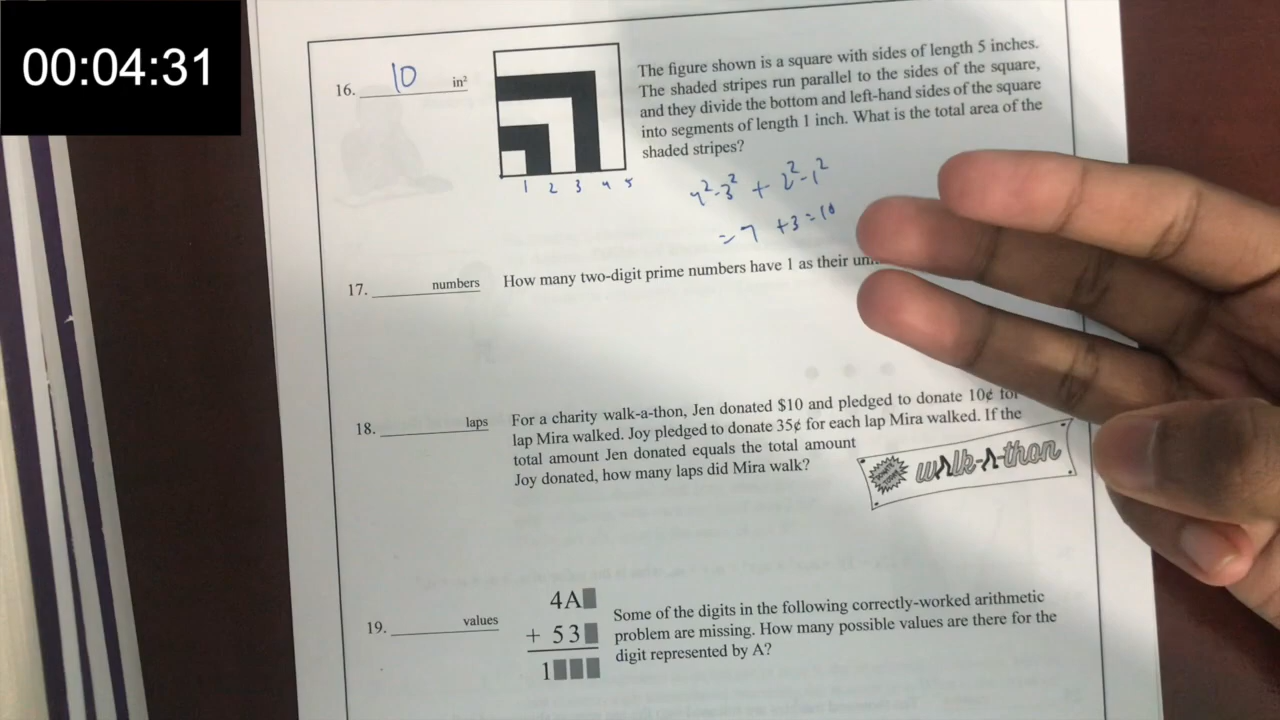 00:04:31
16. 10 in²
The figure shown is a square with sides of length 5 inches.
The shaded stripes run parallel to the sides of the square,
and they divide the bottom and left-hand sides of the square
into segments of length 1 inch. What is the total area of the
shaded stripes?
1 2 3 4 5
4²-3² + 2²-1²
=7 +3=10
17. numbers How many two-digit prime numbers have 1 as their
18. laps
For a charity walk-a-thon, Jen donated $10 and pledged to donate 10¢ for
lap Mira walked. Joy pledged to donate 35¢ for each lap Mira walked. If the
total amount Jen donated equals the total amount
Joy donated, how many laps did Mira walk?
walk-a-thon
19. values
4A
+ 53
1
Some of the digits in the following correctly-worked arithmetic
problem are missing. How many possible values are there for the
digit represented by A?